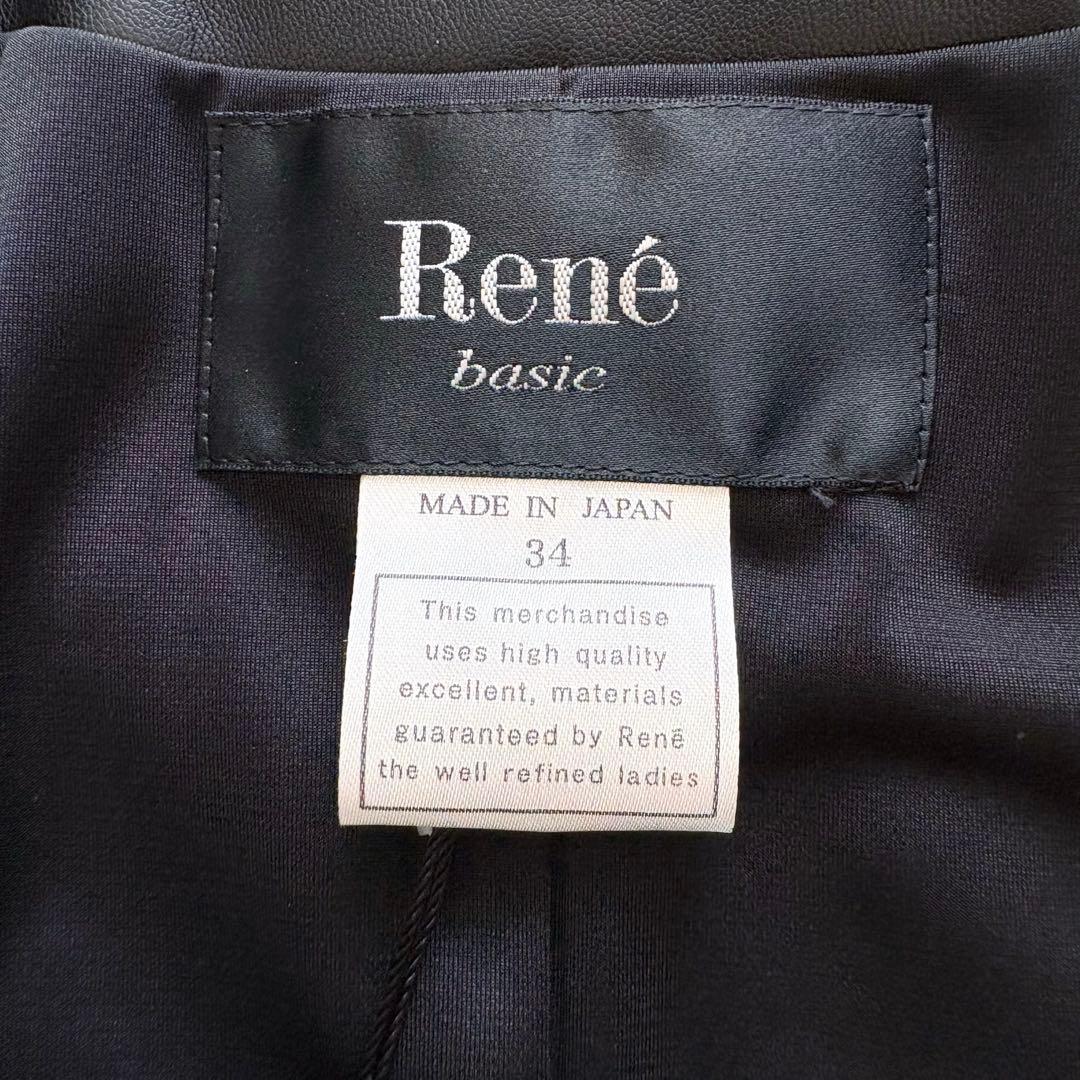 René
basic
MADE IN JAPAN
34
This merchandise
uses high quality
excellent, materials
guaranteed by René
the well refined ladies